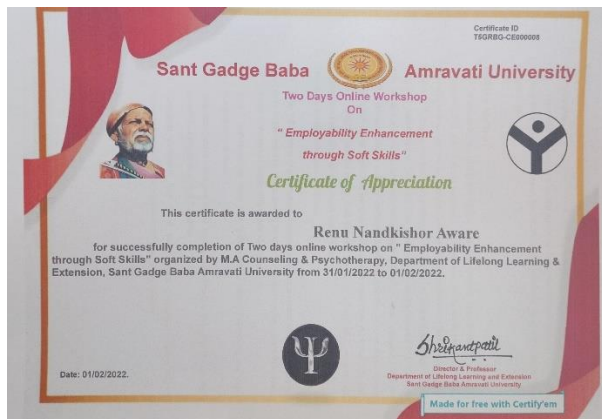 Certificate ID
TSGRBG-CE000008
Sant Gadge Baba Amravati University
Two Days Online Workshop
On
" Employability Enhancement
through Soft Skills"
Certificate of Appreciation
This certificate is awarded to
Renu Nandkishor Aware
for successfully completion of Two days online workshop on " Employability Enhancement
through Soft Skills" organized by M.A Counseling & Psychotherapy, Department of Lifelong Learning &
Extension, Sant Gadge Baba Amravati University from 31/01/2022 to 01/02/2022.
Shrikantpatil
Date: 01/02/2022.
Director & Professor
Department of Lifelong Learning and Extension
Sant Gadge Baba Amravati University
Made for free with Certify'em